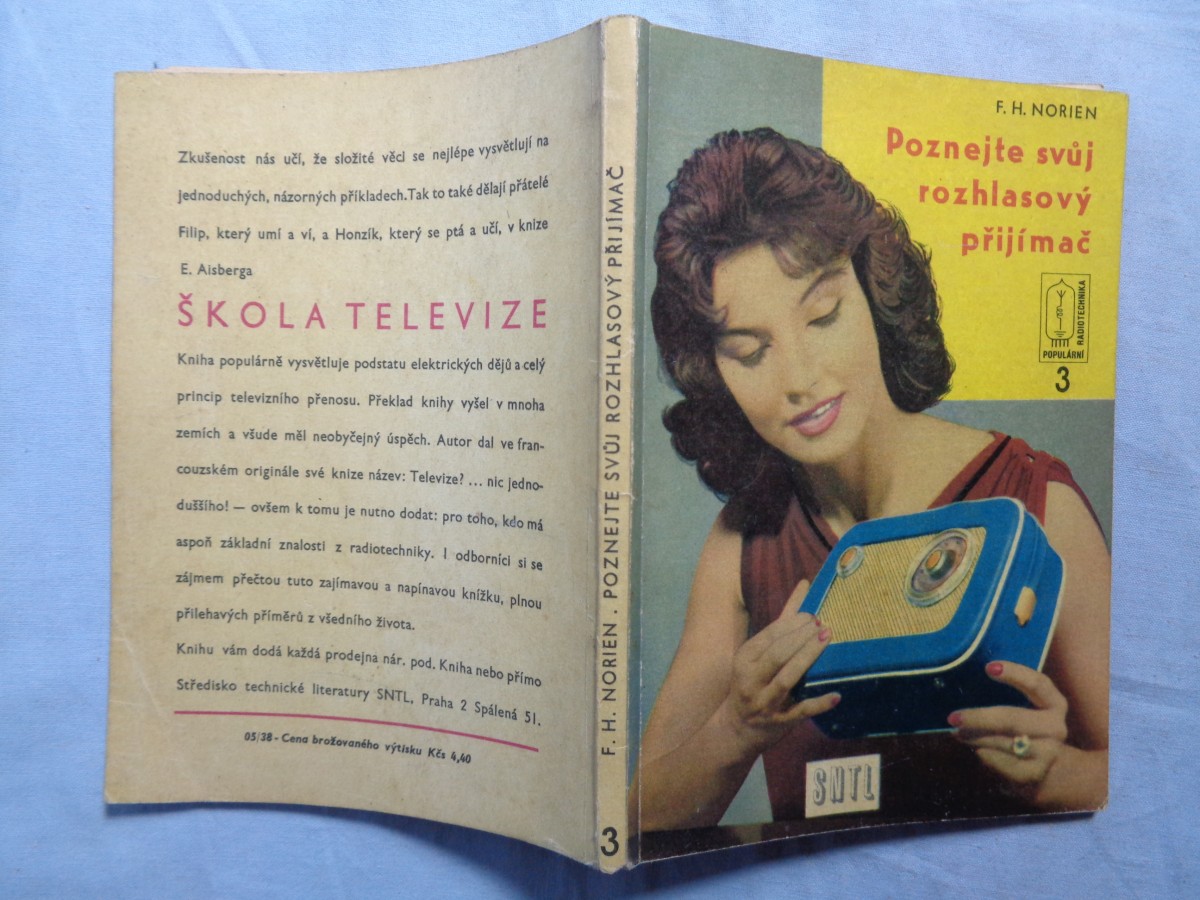 Zkušenost nás učí, že složité věci se nejlépe vysvětlují na
jednoduchých, názorných příkladech. Tak to také dělají přátelé
Filip, který umí a ví, a Honzík, který se ptá a učí, v knize
E. Aisberga
ŠKOLA TELEVIZE
Kniha populárně vysvětluje podstatu elektrických dějů a celý
princip televizního přenosu. Překlad knihy vyšel v mnoha
zemích a všude měl neobyčejný úspěch. Autor dal ve fran-
couzském originále své knize název: Televize? ... nic jedno-
duššího! — ovšem k tomu je nutno dodat: pro toho, kdo má
aspoň základní znalosti z radiotechniky. I odborníci si se
zájmem přečtou tuto zajímavou a napínavou knížku, plnou
přilehavých příměrů z všedního života.
Knihu vám dodá každá prodejna nár. pod. Kniha nebo přímo
Středisko technické literatury SNTL, Praha 2 Spálená 51.
05/38 - Cena brožovaného výtisku Kčs 4,40
F. H. NORIEN . POZNEJTE SVŮJ ROZHLASOVÝ PŘIJÍMAČ
3
F. H. NORIEN
Poznejte svůj
rozhlasový
přijímač
RADIOTECHNIKA
POPULÁRNÍ
3
SNTL